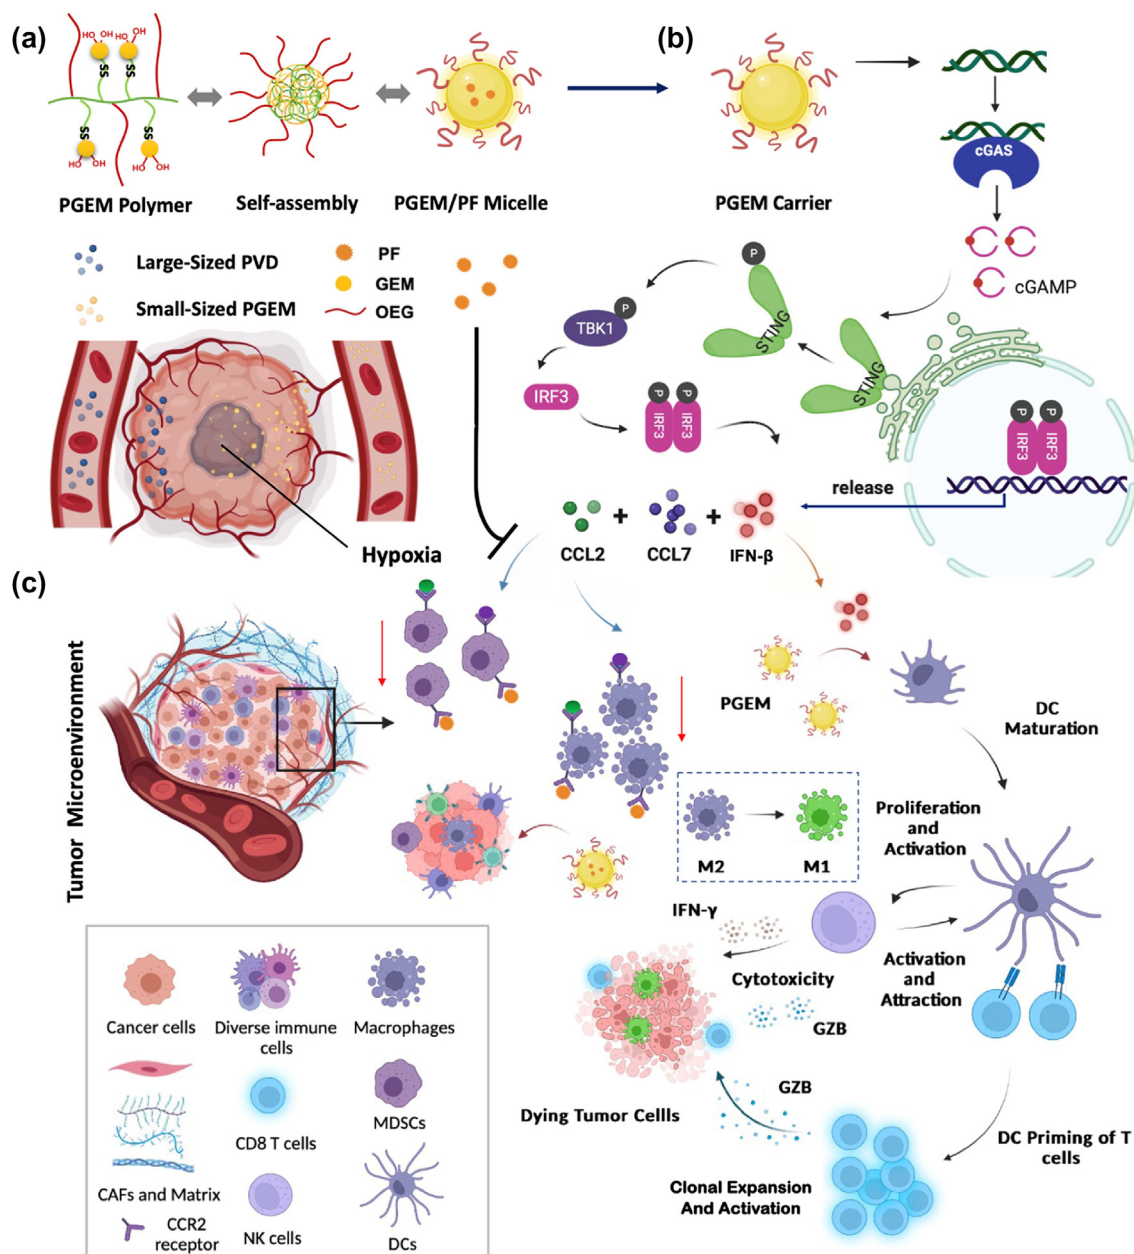 (a)
HO
OH
HO
OH
SS
SS
SS
SS
HO
OH
HO
OH
PGEM Polymer
Self-assembly
PGEM/PF Micelle
Large-Sized PVD
Small-Sized PGEM
PF
GEM
OEG
Hypoxia
(b)
PGEM Carrier
cGAS
cGAMP
P
STING
STING
P
TBK1
IRF3
P
P
IRF3
IRF3
P
P
IRF3
IRF3
release
CCL2
+
CCL7
+
IFN-β
(c)
Tumor Microenvironment
PGEM
DC
Maturation
M2
M1
Proliferation
and
Activation
IFN-γ
Cytotoxicity
GZB
Activation
and
Attraction
GZB
Dying Tumor Cellls
DC Priming of T
cells
Clonal Expansion
And Activation
Cancer cells
Diverse immune
cells
Macrophages
CD8 T cells
MDSCs
CAFs and Matrix
CCR2
receptor
NK cells
DCs